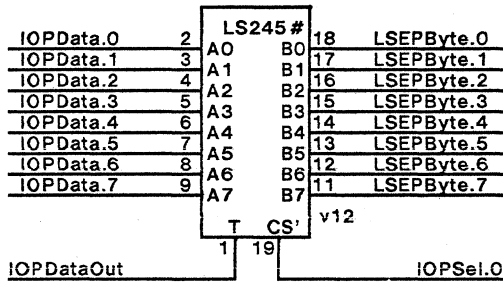 LS245#
IOPData.0 2 A0 B0 18 LSEPByte.0
IOPData.1 3 A1 B1 17 LSEPByte.1
IOPData.2 4 A2 B2 16 LSEPByte.2
IOPData.3 5 A3 B3 15 LSEPByte.3
IOPData.4 6 A4 B4 14 LSEPByte.4
IOPData.5 7 A5 B5 13 LSEPByte.5
IOPData.6 8 A6 B6 12 LSEPByte.6
IOPData.7 9 A7 B7 11 LSEPByte.7
T CS' v12
1 19
IOPDataOut IOPSel.0